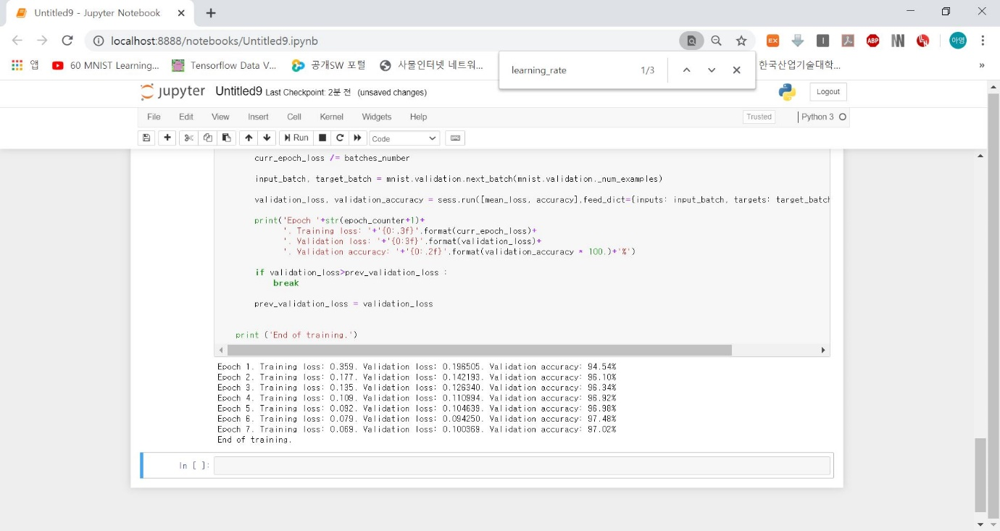 Untitled9 - Jupyter Notebook
localhost:8888/notebooks/Untitled9.ipynb
EX
ABP
아영
앱
60 MNIST Learning...
Tensorflow Data V...
공개SW 포털
사물인터넷 네트워...
한국산업기술대학...
»
learning_rate
1/3
jupyter Untitled9 Last Checkpoint: 2분 전 (unsaved changes)
Logout
File Edit View Insert Cell Kernel Widgets Help
Trusted
Python 3
Run
Code
curr_epoch_loss /= batches_number
input_batch, target_batch = mnist.validation.next_batch(mnist.validation._num_examples)
validation_loss, validation_accuracy = sess.run([mean_loss, accuracy],feed_dict={inputs: input_batch, targets: target_batch
print('Epoch '+str(epoch_counter+1)+
'. Training loss: '+'{0:.3f}'.format(curr_epoch_loss)+
'. Validation loss: '+'{0:3f}'.format(validation_loss)+
'. Validation accuracy: '+'{0:.2f}'.format(validation_accuracy * 100.)+'%')
if validation_loss>prev_validation_loss :
break
prev_validation_loss = validation_loss
print ('End of training.')
Epoch 1. Training loss: 0.359. Validation loss: 0.196505. Validation accuracy: 94.54%
Epoch 2. Training loss: 0.177. Validation loss: 0.142193. Validation accuracy: 96.10%
Epoch 3. Training loss: 0.135. Validation loss: 0.126340. Validation accuracy: 96.34%
Epoch 4. Training loss: 0.109. Validation loss: 0.110994. Validation accuracy: 96.92%
Epoch 5. Training loss: 0.092. Validation loss: 0.104639. Validation accuracy: 96.98%
Epoch 6. Training loss: 0.079. Validation loss: 0.094250. Validation accuracy: 97.48%
Epoch 7. Training loss: 0.069. Validation loss: 0.100369. Validation accuracy: 97.02%
End of training.
In [ ]: